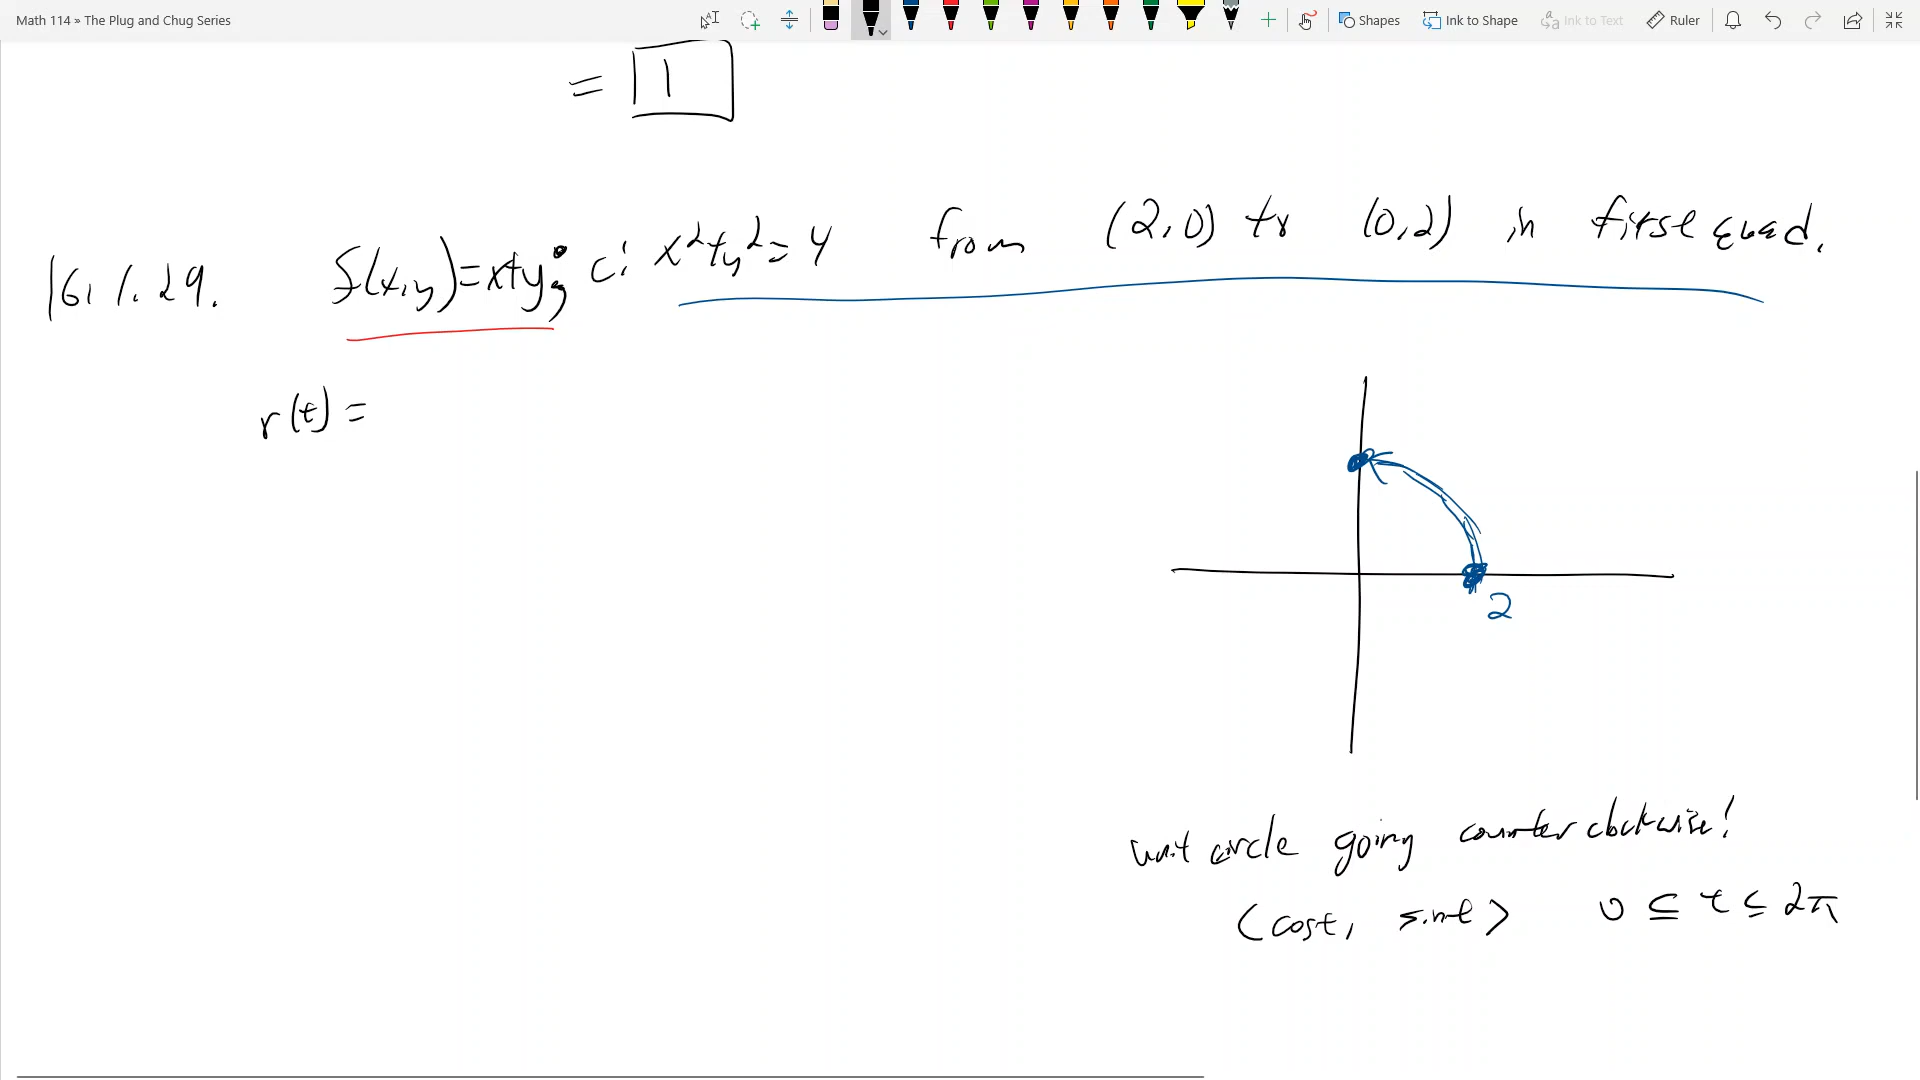 Math 114 » The Plug and Chug Series
Shapes Ink to Shape Ink to Text Ruler
= 1
16.1.29. f(x,y)=x+y; C: x²+y²=4 from (2,0) to (0,2) in first quad.
r(t) =
2
unit circle going counterclockwise!
⟨cost, sint⟩ 0 ≤ t ≤ 2π